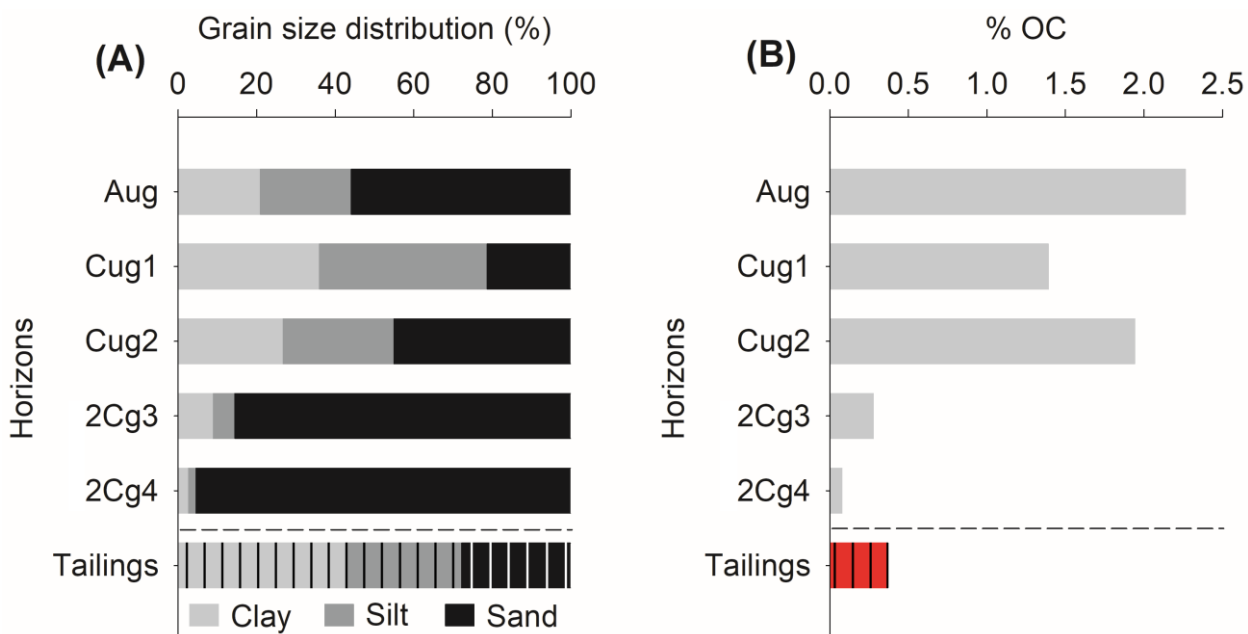 Grain size distribution (%)
(A)
0 20 40 60 80 100
Aug
Cug1
Cug2
2Cg3
2Cg4
Tailings
Horizons
Clay Silt Sand
% OC
(B)
0.0 0.5 1.0 1.5 2.0 2.5
Aug
Cug1
Cug2
2Cg3
2Cg4
Tailings
Horizons